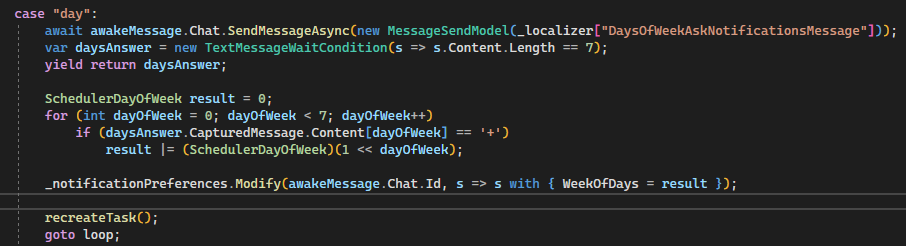 case "day":
await awakeMessage.Chat.SendMessageAsync(new MessageSendModel(_localizer["DaysOfWeekAskNotificationsMessage"]));
var daysAnswer = new TextMessageWaitCondition(s => s.Content.Length == 7);
yield return daysAnswer;
SchedulerDayOfWeek result = 0;
for (int dayOfWeek = 0; dayOfWeek < 7; dayOfWeek++)
if (daysAnswer.CapturedMessage.Content[dayOfWeek] == '+')
result |= (SchedulerDayOfWeek)(1 << dayOfWeek);
_notificationPreferences.Modify(awakeMessage.Chat.Id, s => s with { WeekOfDays = result });
recreateTask();
goto loop;